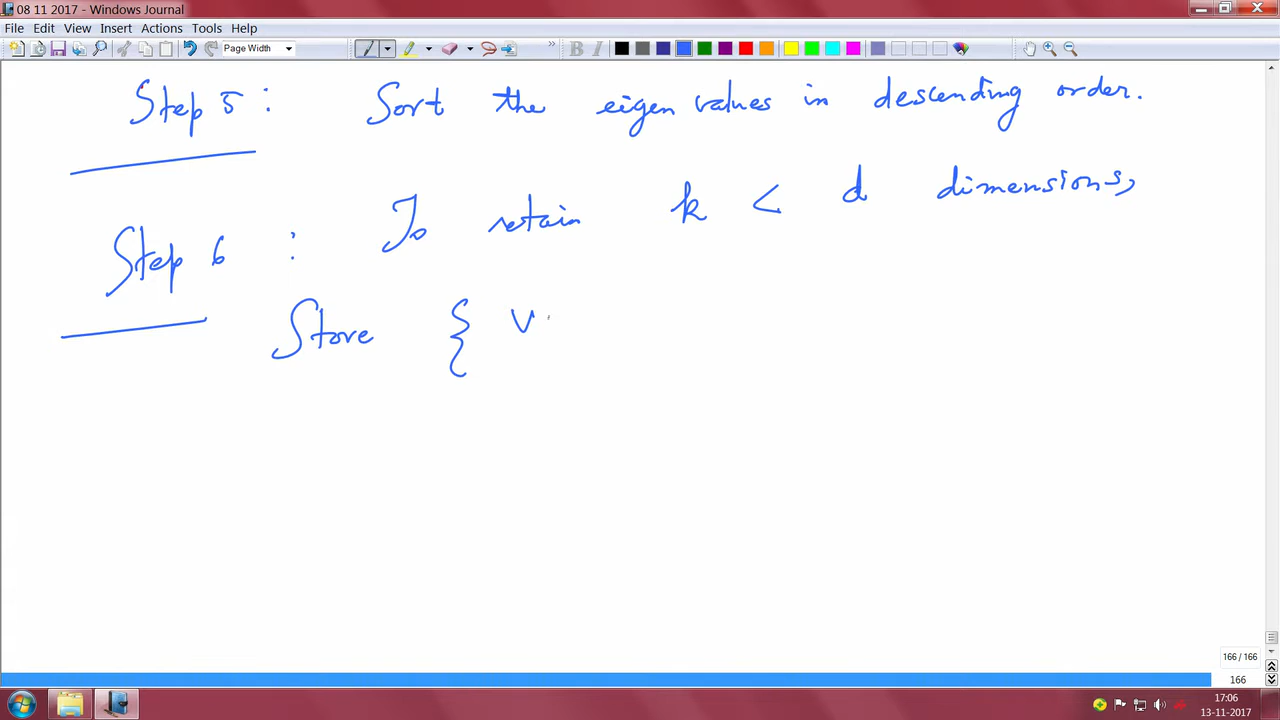 08 11 2017 - Windows Journal
File Edit View Insert Actions Tools Help
Page Width
Step 5 : Sort the eigen values in descending order.
Step 6 : To retain k < d dimensions,
Store { v
166 / 166
166
17:06
13-11-2017